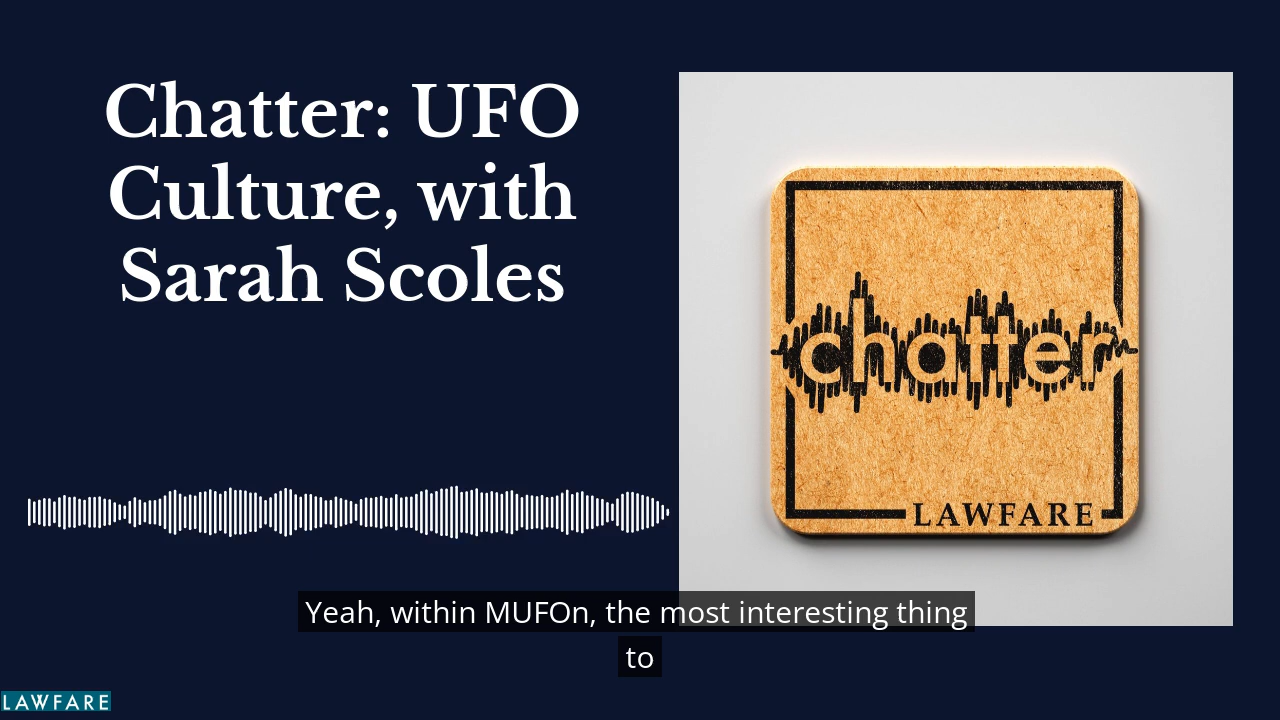 Chatter: UFO
Culture, with
Sarah Scoles
chatter
LAWFARE
Yeah, within MUFOn, the most interesting thing
to
LAWFARE